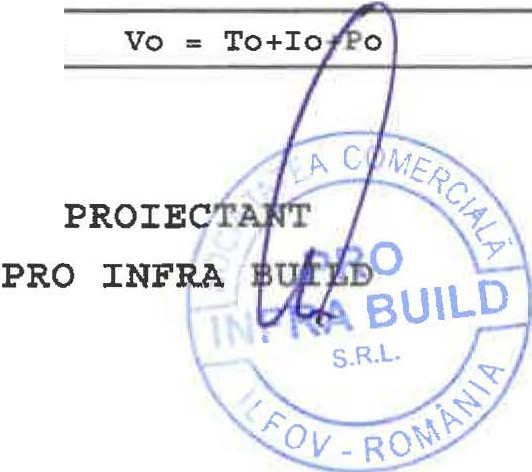 Vo = To+Io+Po
PROIECTANT
PRO INFRA BUILD
SOCIETATEA COMERCIALĂ
PRO
INFRA BUILD
S.R.L.
ILFOV - ROMÂNIA